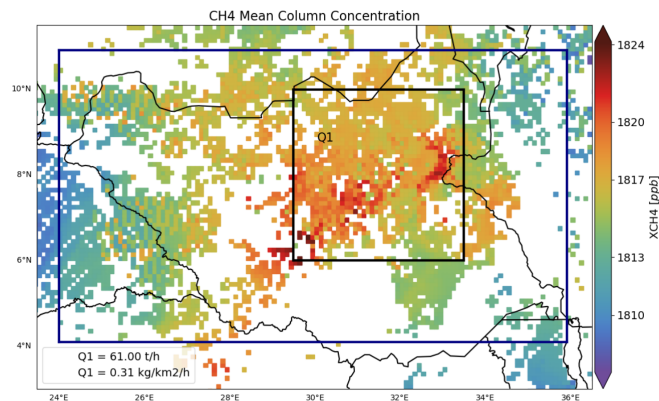 CH4 Mean Column Concentration
1824
10°N
1820
Q1
8°N
1817
XCH4 [ppb]
6°N
1813
1810
4°N
Q1 = 61.00 t/h
Q1 = 0.31 kg/km2/h
24°E 26°E 28°E 30°E 32°E 34°E 36°E